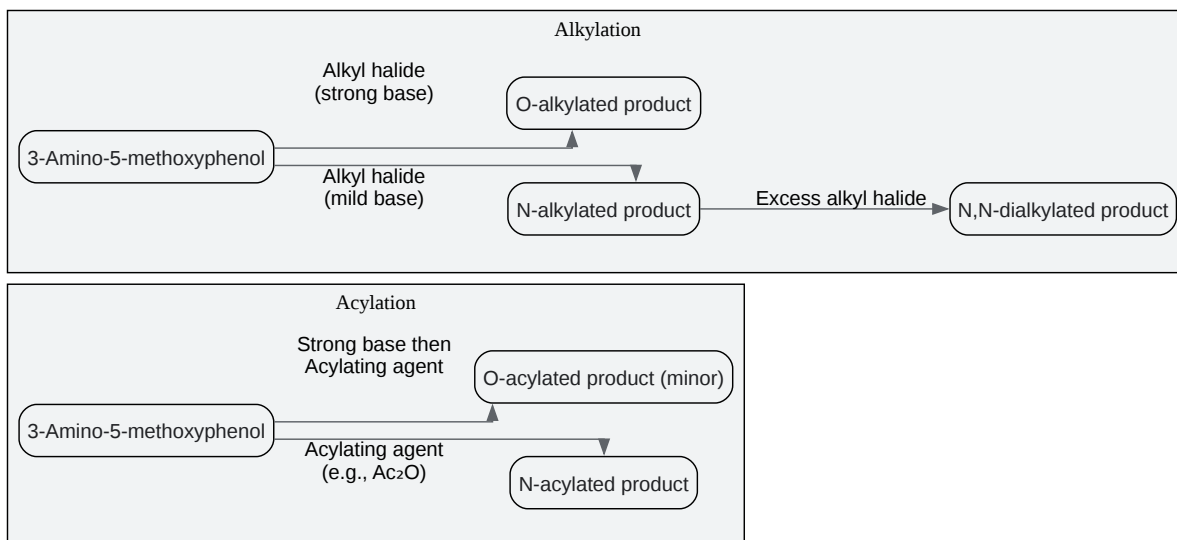 Alkylation
Alkyl halide
(strong base)
O-alkylated product
3-Amino-5-methoxyphenol
Alkyl halide
(mild base)
N-alkylated product
Excess alkyl halide
N,N-dialkylated product
Acylation
Strong base then
Acylating agent
O-acylated product (minor)
3-Amino-5-methoxyphenol
Acylating agent
(e.g., Ac₂O)
N-acylated product